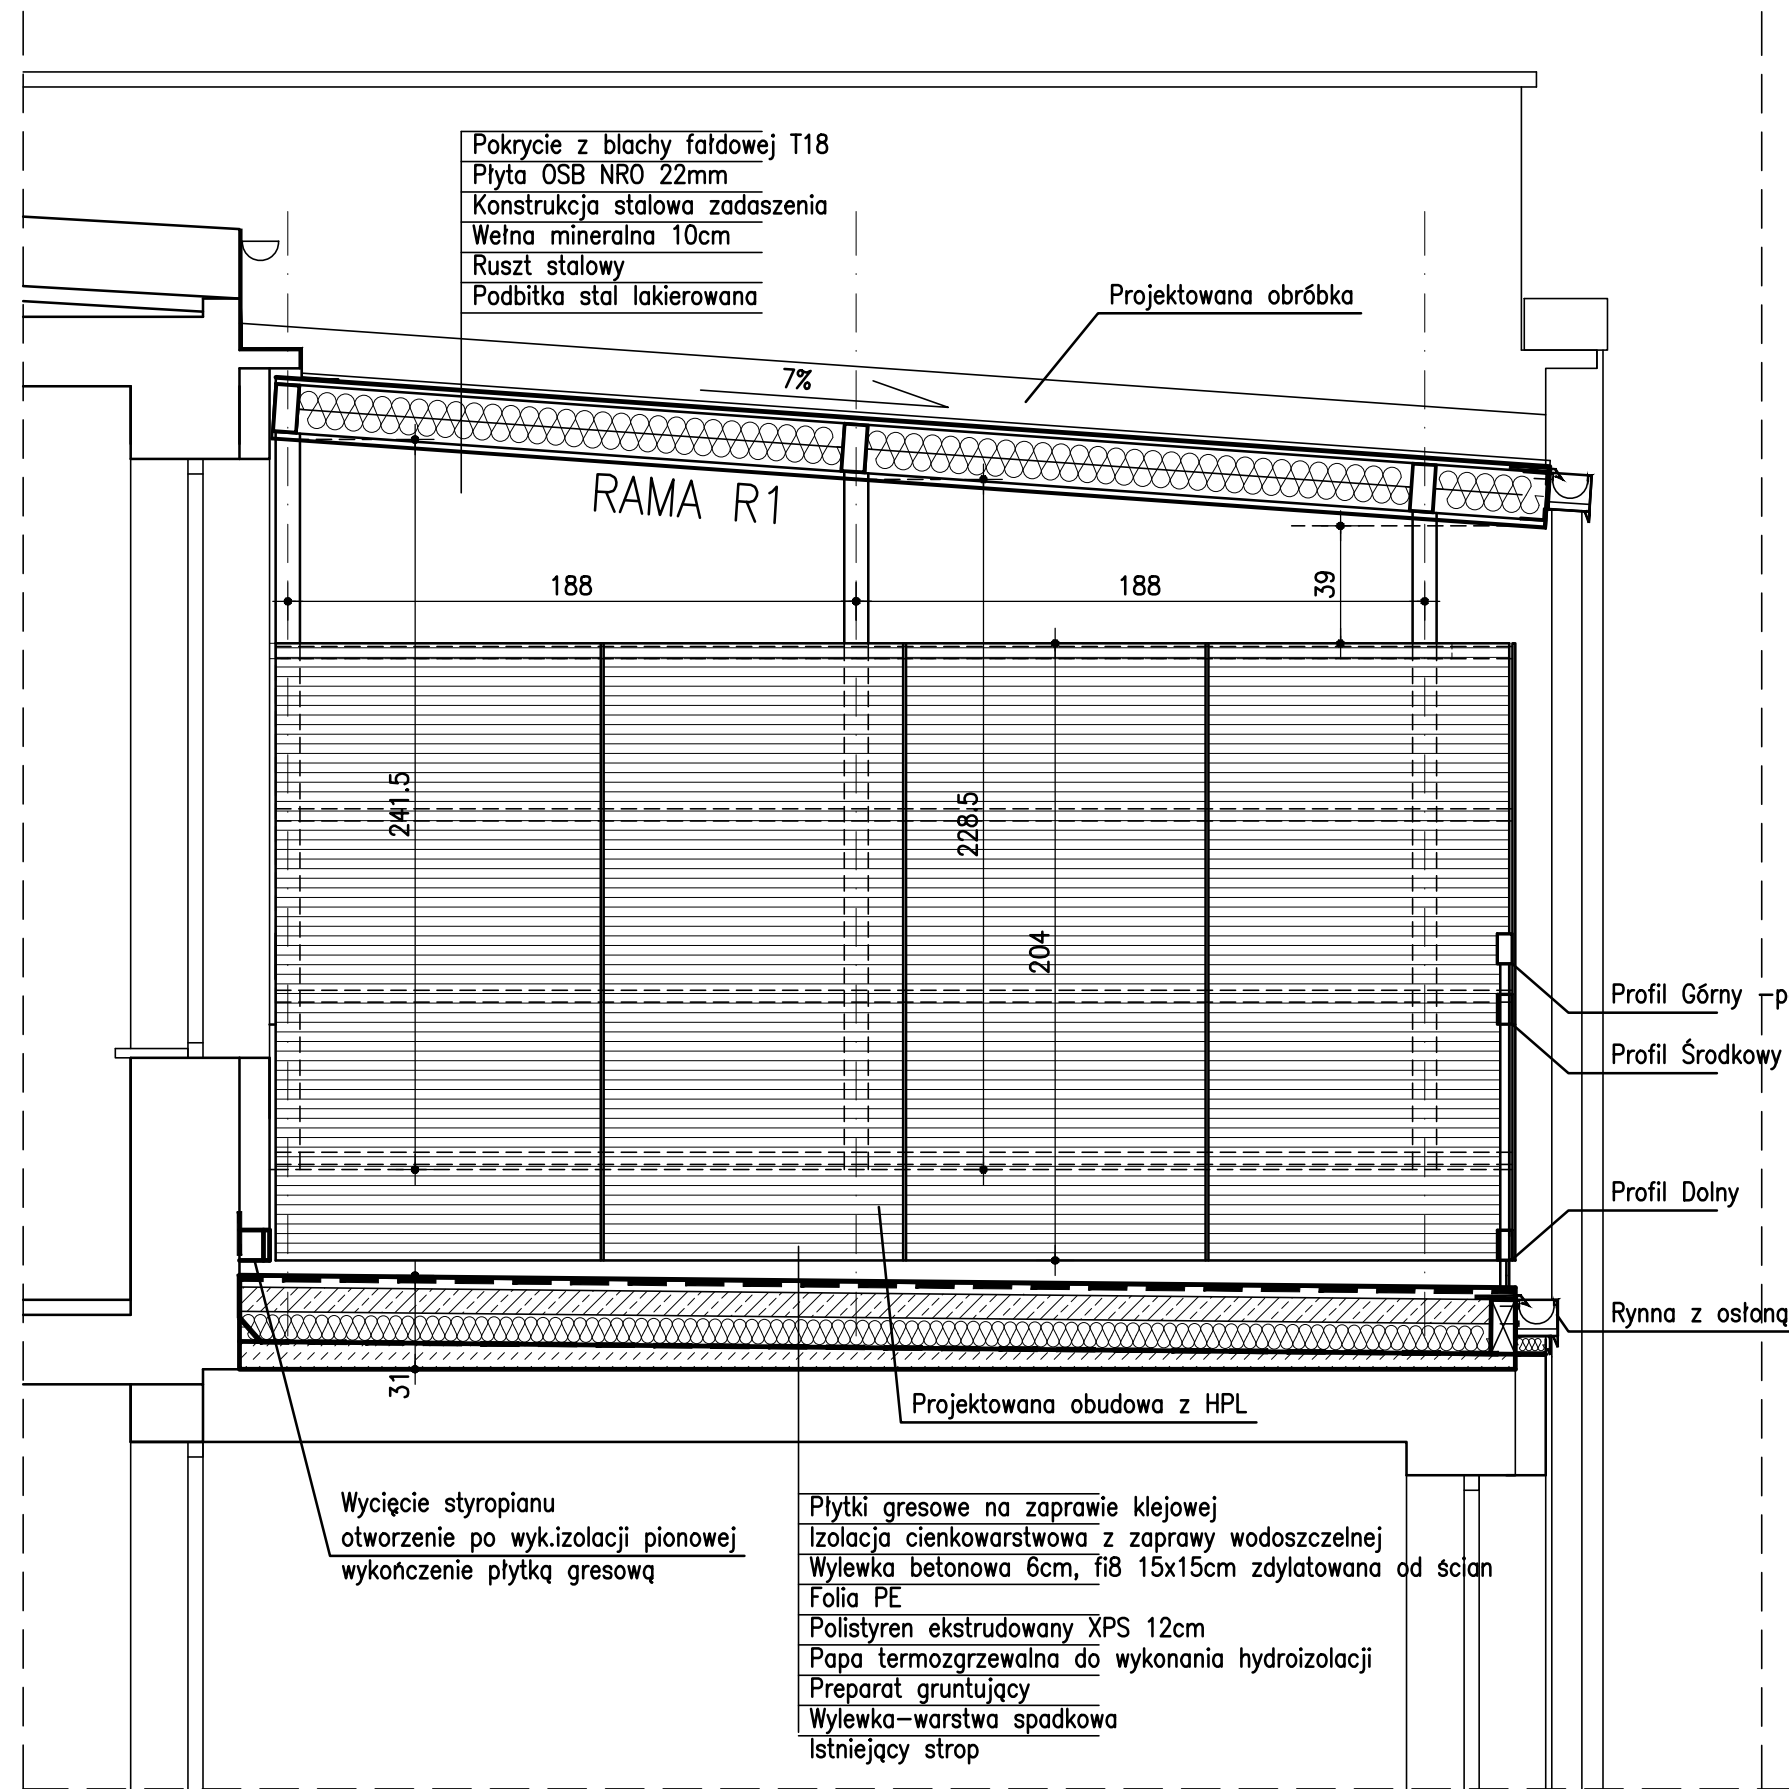 Pokrycie z blachy fałdowej T18
Płyta OSB NRO 22mm
Konstrukcja stalowa zadaszenia
Wełna mineralna 10cm
Ruszt stalowy
Podbitka stal lakierowana
Projektowana obróbka
7%
RAMA R1
188
188
39
241.5
228.5
204
Profil Górny -p
Profil Środkowy
Profil Dolny
Rynna z osłoną
31
Projektowana obudowa z HPL
Wycięcie styropianu
otworzenie po wyk.izolacji pionowej
wykończenie płytką gresową
Płytki gresowe na zaprawie klejowej
Izolacja cienkowarstwowa z zaprawy wodoszczelnej
Wylewka betonowa 6cm, fi8 15x15cm zdylatowana od ścian
Folia PE
Polistyren ekstrudowany XPS 12cm
Papa termozgrzewalna do wykonania hydroizolacji
Preparat gruntujący
Wylewka-warstwa spadkowa
Istniejący strop